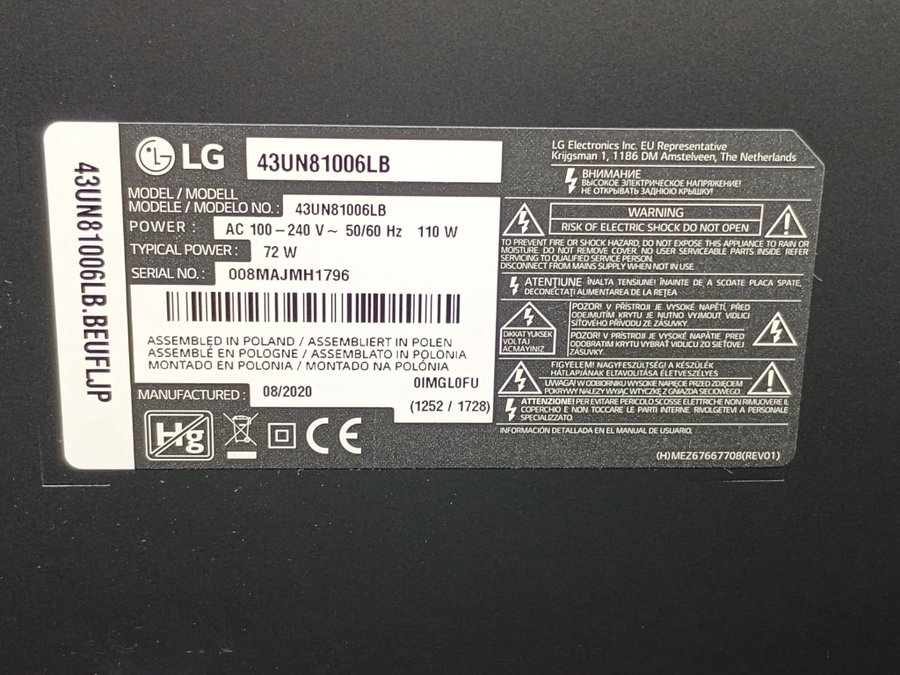 43UN81006LB.BEUFLJP
LG
43UN81006LB
MODEL / MODELL
MODELE / MODELO NO.: 43UN81006LB
POWER: AC 100–240 V ~ 50/60 Hz 110 W
TYPICAL POWER: 72 W
SERIAL NO.: 008MAJMH1796
ASSEMBLED IN POLAND / ASSEMBLIERT IN POLEN
ASSEMBLÉ EN POLOGNE / ASSEMBLATO IN POLONIA
MONTADO EN POLONIA / MONTADO NA POLÓNIA
0IMGL0FU
MANUFACTURED: 08/2020
(1252 / 1728)
Hg
CE
LG Electronics Inc. EU Representative
Krijgsman 1, 1186 DM Amstelveen, The Netherlands
ВНИМАНИЕ
ВЫСОКОЕ ЭЛЕКТРИЧЕСКОЕ НАПРЯЖЕНИЕ!
НЕ ОТКРЫВАТЬ ЗАДНЮЮ КРЫШКУ!
WARNING
RISK OF ELECTRIC SHOCK DO NOT OPEN
TO PREVENT FIRE OR SHOCK HAZARD, DO NOT EXPOSE THIS APPLIANCE TO RAIN OR
MOISTURE. DO NOT REMOVE COVER. NO USER SERVICEABLE PARTS INSIDE. REFER
SERVICING TO QUALIFIED SERVICE PERSON.
DISCONNECT FROM MAINS SUPPLY WHEN NOT IN USE.
ATENŢIUNE ÎNALTA TENSIUNE! ÎNAINTE DE A SCOATE PLACA SPATE,
DECONECTAŢI ALIMENTAREA DE LA REŢEA
DIKKAT YUKSEK
VOLTAJ
ACMAYINIZ
POZOR! V PŘÍSTROJI JE VYSOKÉ NAPĚTÍ, PŘED
ODEJMUTÍM KRYTU JE NUTNO VYJMOUT VIDLICI
SÍŤOVÉHO PŘÍVODU ZE ZÁSUVKY.
POZOR! V PRÍSTROJI JE VYSOKÉ NAPÄTIE, PRED
ODOBRATÍM KRYTU VYBRAŤ VIDLICU ZO SIEŤOVEJ
ZÁSUVKY.
FIGYELEM! NAGYFESZÜLTSÉG! A KÉSZÜLÉK
HÁTLAPJÁNAK ELTAVOLÍTÁSA ÉLETVESZÉLYES
UWAGA! W ODBIORNIKU WYSOKIE NAPIĘCIE PRZED ZDJĘCIEM
POKRYWY NALEŻY WYJĄĆ WTYCZKĘ Z GNIAZDA SIECIOWEGO.
ATTENZIONE! PER EVITARE PERICOLO SCOSSE ELETTRICHE NON RIMUOVERE IL
COPERCHIO E NON TOCCARE LE PARTI INTERNE. RIVOLGETEVI A PERSONALE
SPECIALIZZATO.
INFORMACIÓN DETALLADA EN EL MANUAL DE USUARIO.
(H)MEZ67667708(REV01)